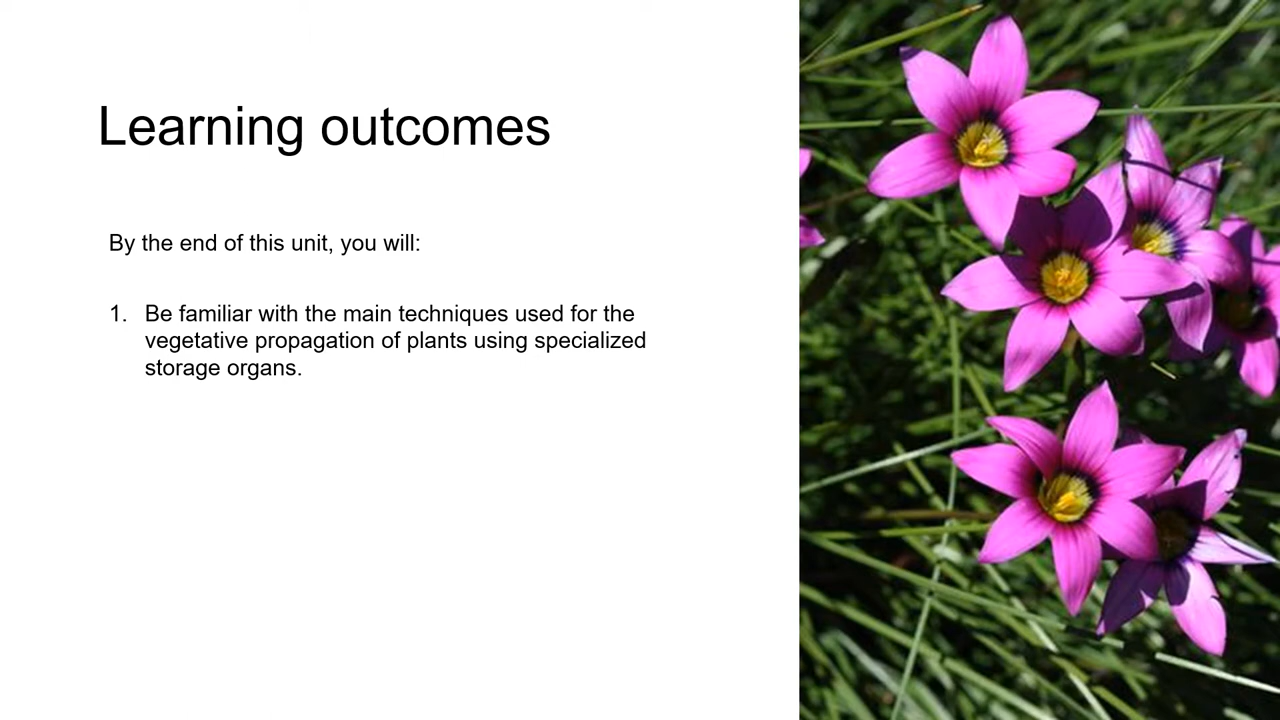 Learning outcomes
By the end of this unit, you will:
1. Be familiar with the main techniques used for the
vegetative propagation of plants using specialized
storage organs.